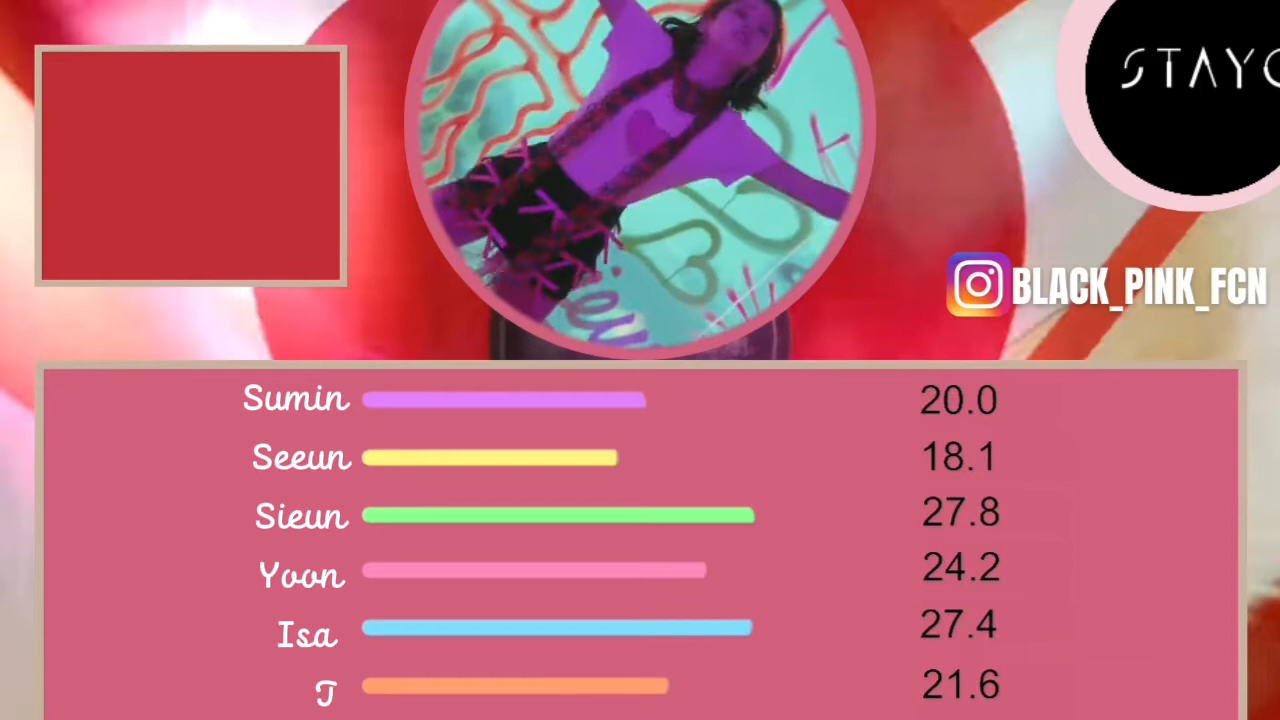 STAYC
BLACK_PINK_FCN
Sumin 20.0
Seeun 18.1
Sieun 27.8
Yoon 24.2
Isa 27.4
J 21.6